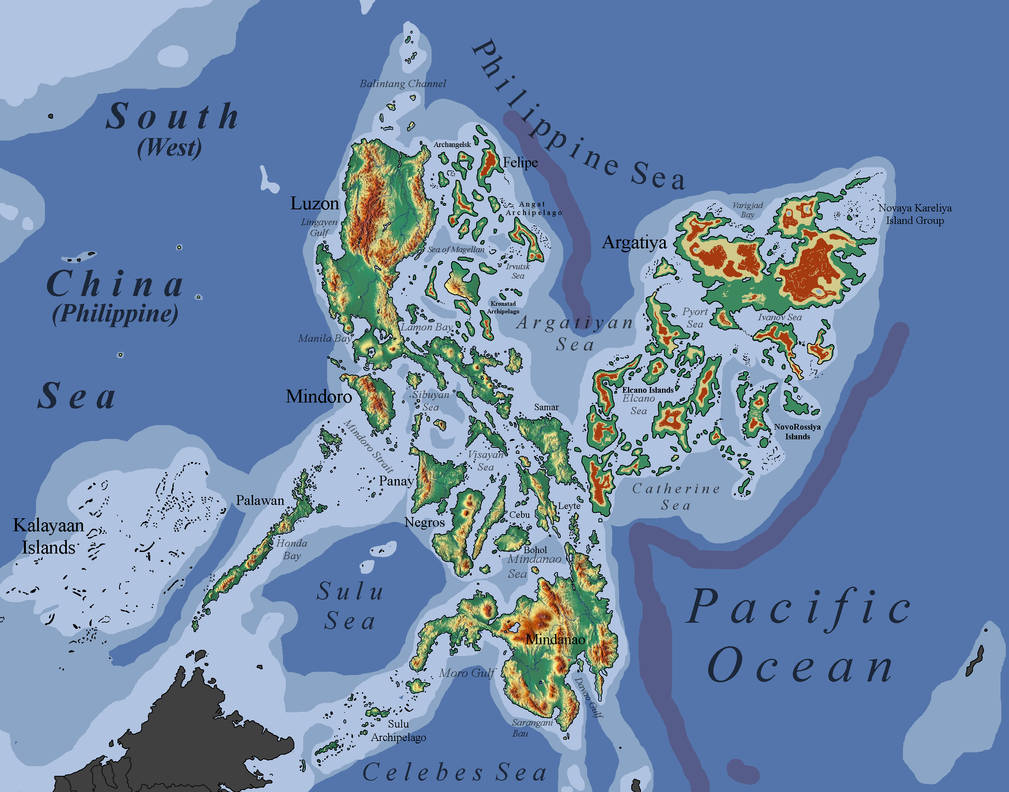 Philippine Sea
Balintang Channel
South
(West)
Archangelsk
Felipe
Luzon
Angat
Archipelago
Lingayen
Gulf
Varigjad
Bay
Novaya Kareliya
Island Group
Argatiya
Sea of Magellan
Irvutsk
Sea
China
(Philippine)
Kronstad
Archipelago
Pyort
Sea
Ivanov Sea
Lamon Bay
Argatiyan
Sea
Manila Bay
Sea
Mindoro
Sibuyan
Sea
Elcano Islands
Elcano
Sea
Samar
NovoRossiya
Islands
Mindoro Strait
Visayan
Sea
Panay
Catherine
Sea
Palawan
Leyte
Cebu
Negros
Kalayaan
Islands
Honda
Bay
Bohol
Mindanao
Sea
Sulu
Sea
Pacific
Ocean
Mindanao
Moro Gulf
Davao Gulf
Sarangani
Bau
Sulu
Archipelago
Celebes Sea